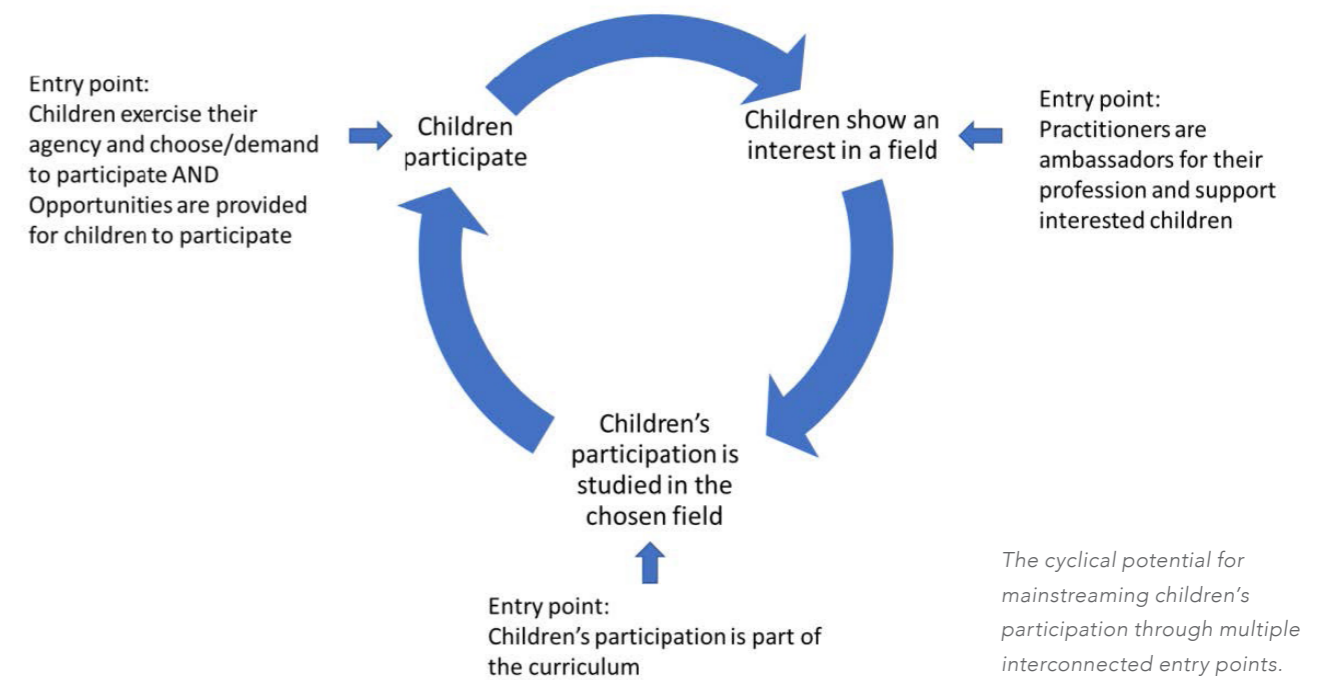 Entry point:
Children exercise their
agency and choose/demand
to participate AND
Opportunities are provided
for children to participate
Children
participate
Children show an
interest in a field
Entry point:
Practitioners are
ambassadors for their
profession and support
interested children
Children’s
participation is
studied in the
chosen field
Entry point:
Children’s participation is part of
the curriculum
The cyclical potential for
mainstreaming children’s
participation through multiple
interconnected entry points.